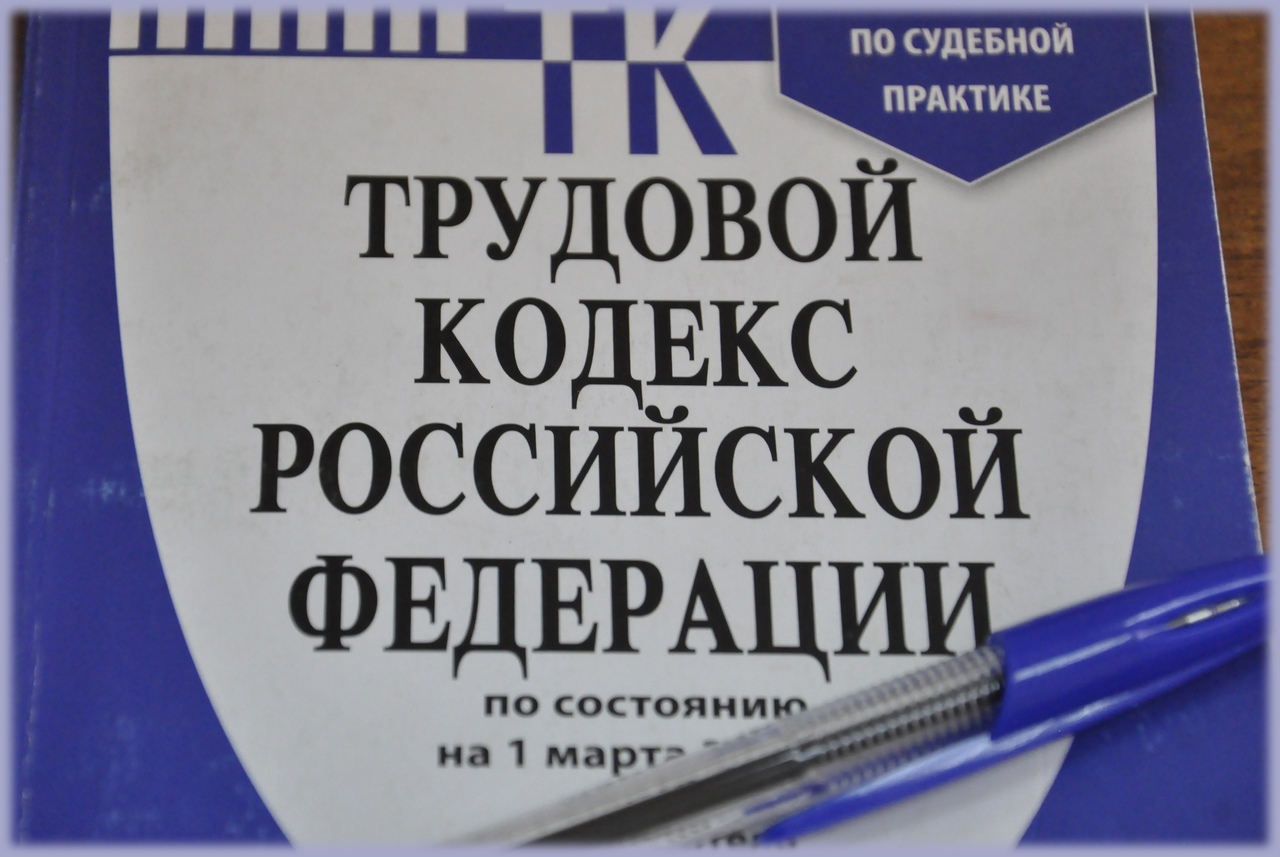 ТК
ПО СУДЕБНОЙ
ПРАКТИКЕ
ТРУДОВОЙ
КОДЕКС
РОССИЙСКОЙ
ФЕДЕРАЦИИ
по состоянию
на 1 марта